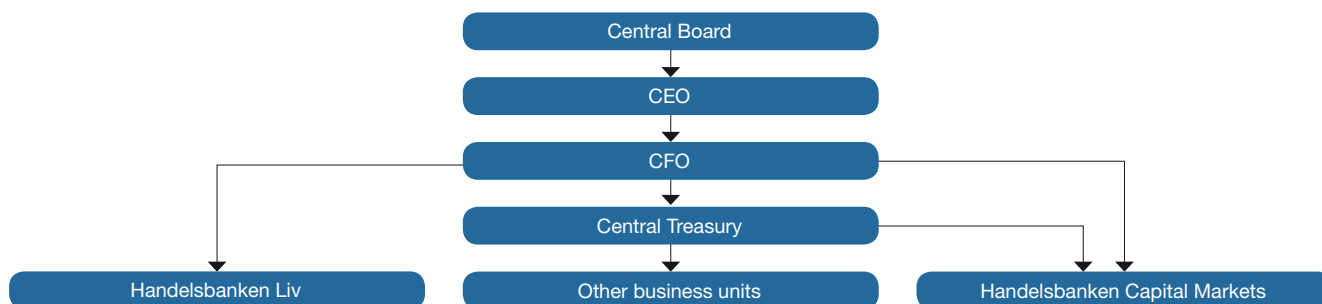 Central Board
CEO
CFO
Central Treasury
Handelsbanken Liv
Other business units
Handelsbanken Capital Markets